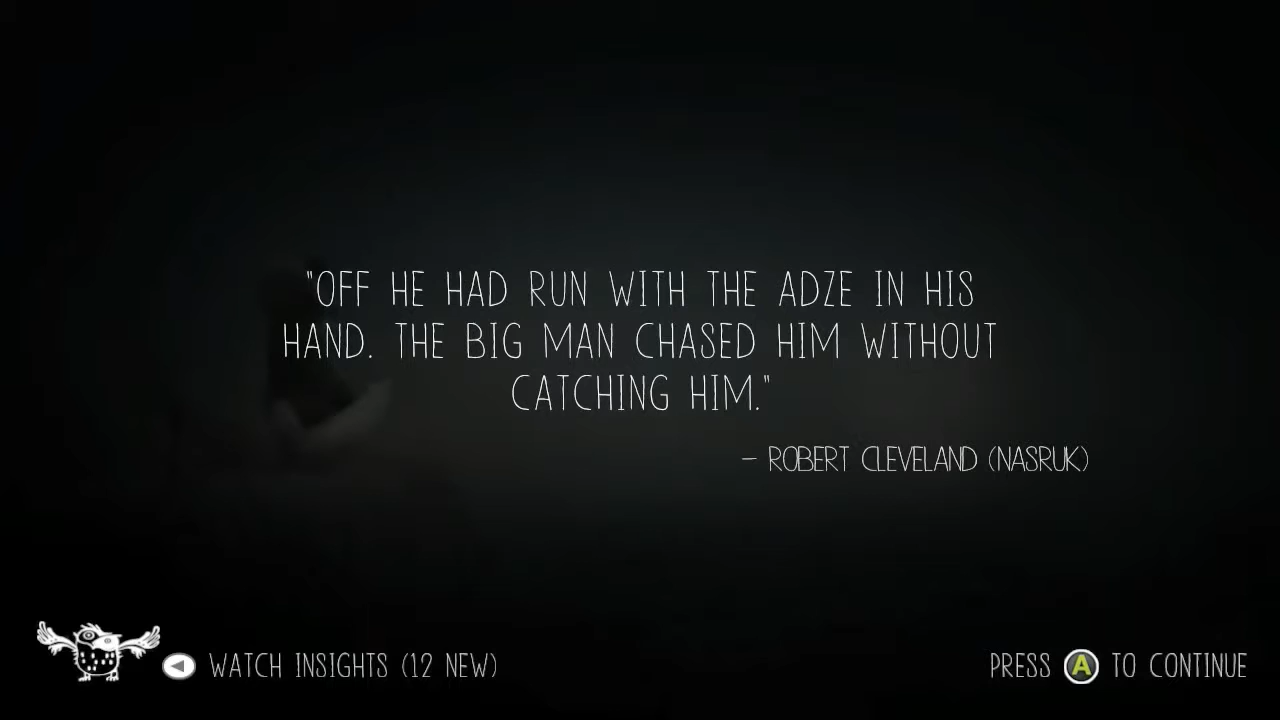 "OFF HE HAD RUN WITH THE ADZE IN HIS
HAND. THE BIG MAN CHASED HIM WITHOUT
CATCHING HIM."
– ROBERT CLEVELAND (NASRUK)
WATCH INSIGHTS (12 NEW)
PRESS A TO CONTINUE